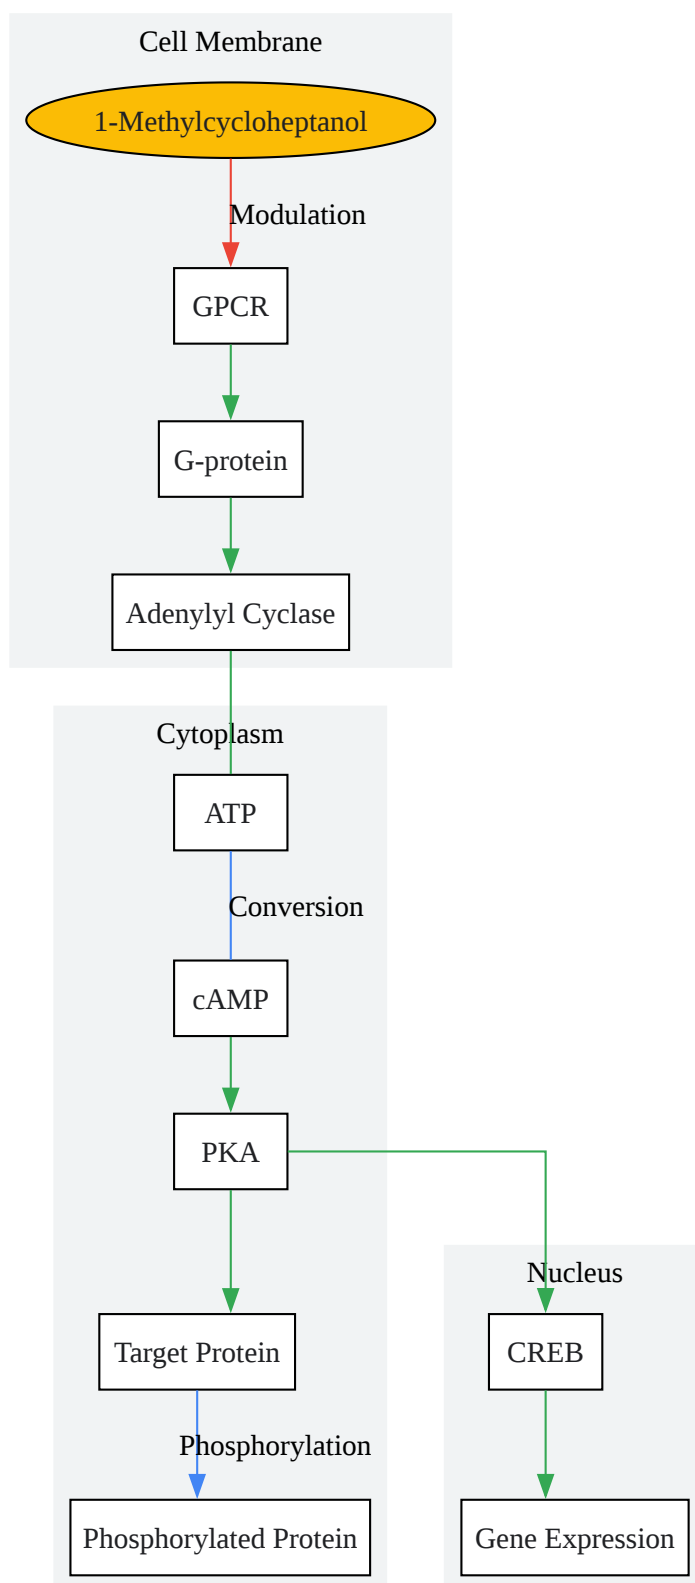 Cell Membrane
1-Methylcycloheptanol
Modulation
GPCR
G-protein
Adenylyl Cyclase
Cytoplasm
ATP
Conversion
cAMP
PKA
Nucleus
Target Protein
CREB
Phosphorylation
Phosphorylated Protein
Gene Expression